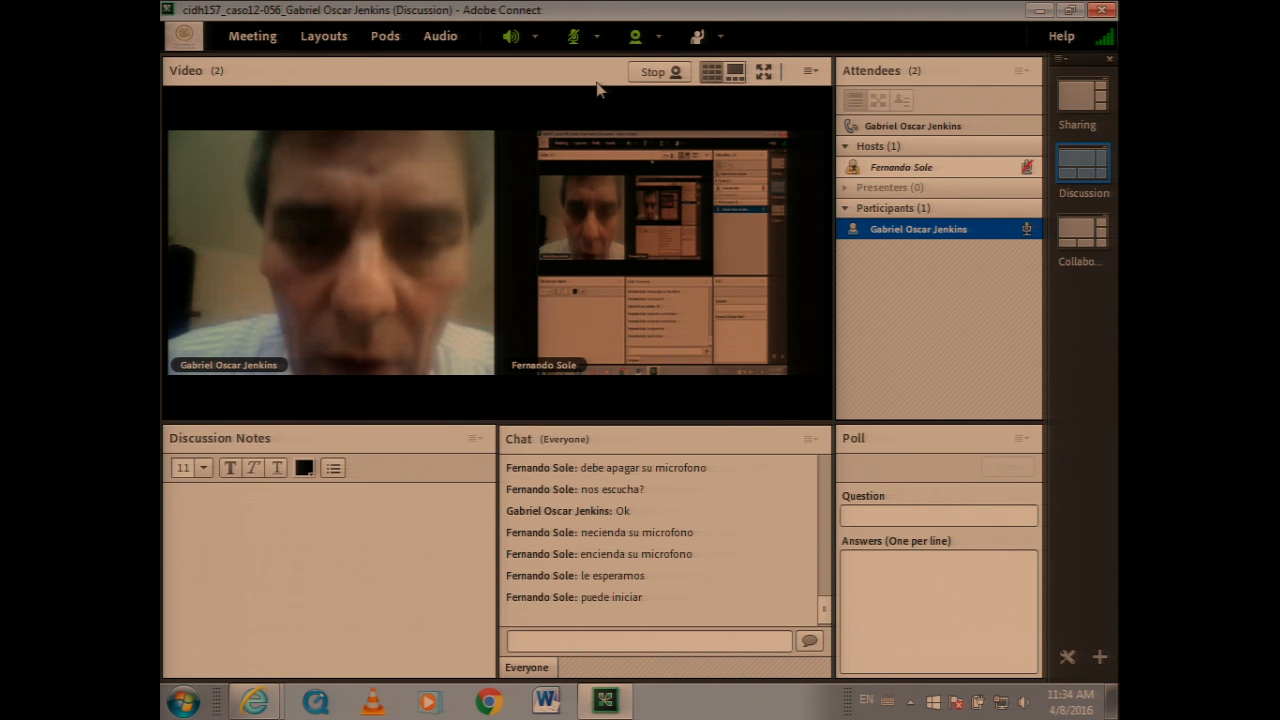 cidh157_caso12-056_Gabriel Oscar Jenkins (Discussion) - Adobe Connect
Meeting Layouts Pods Audio Help
Video (2) Stop
Gabriel Oscar Jenkins
Fernando Sole
Attendees (2)
Gabriel Oscar Jenkins
Hosts (1)
Fernando Sole
Presenters (0)
Participants (1)
Gabriel Oscar Jenkins
Sharing
Discussion
Collabo...
Discussion Notes
11 T T T
Chat (Everyone)
Fernando Sole: debe apagar su microfono
Fernando Sole: nos escucha?
Gabriel Oscar Jenkins: Ok
Fernando Sole: necienda su microfono
Fernando Sole: encienda su microfono
Fernando Sole: le esperamos
Fernando Sole: puede iniciar
Everyone
Poll
Question
Answers (One per line)
EN
11:34 AM
4/8/2016